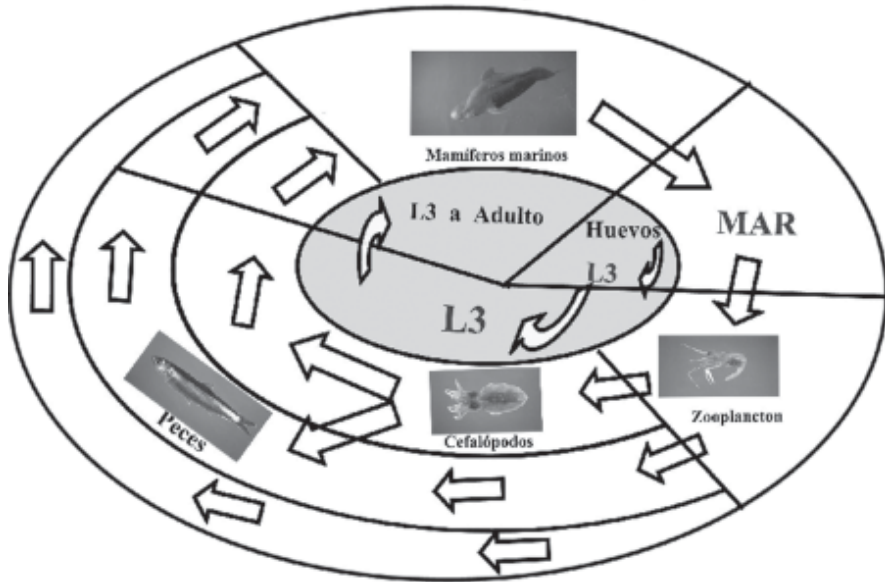 Mamíferos marinos
L3 a Adulto
Huevos
MAR
L3
L3
Peces
Cefalópodos
Zooplancton